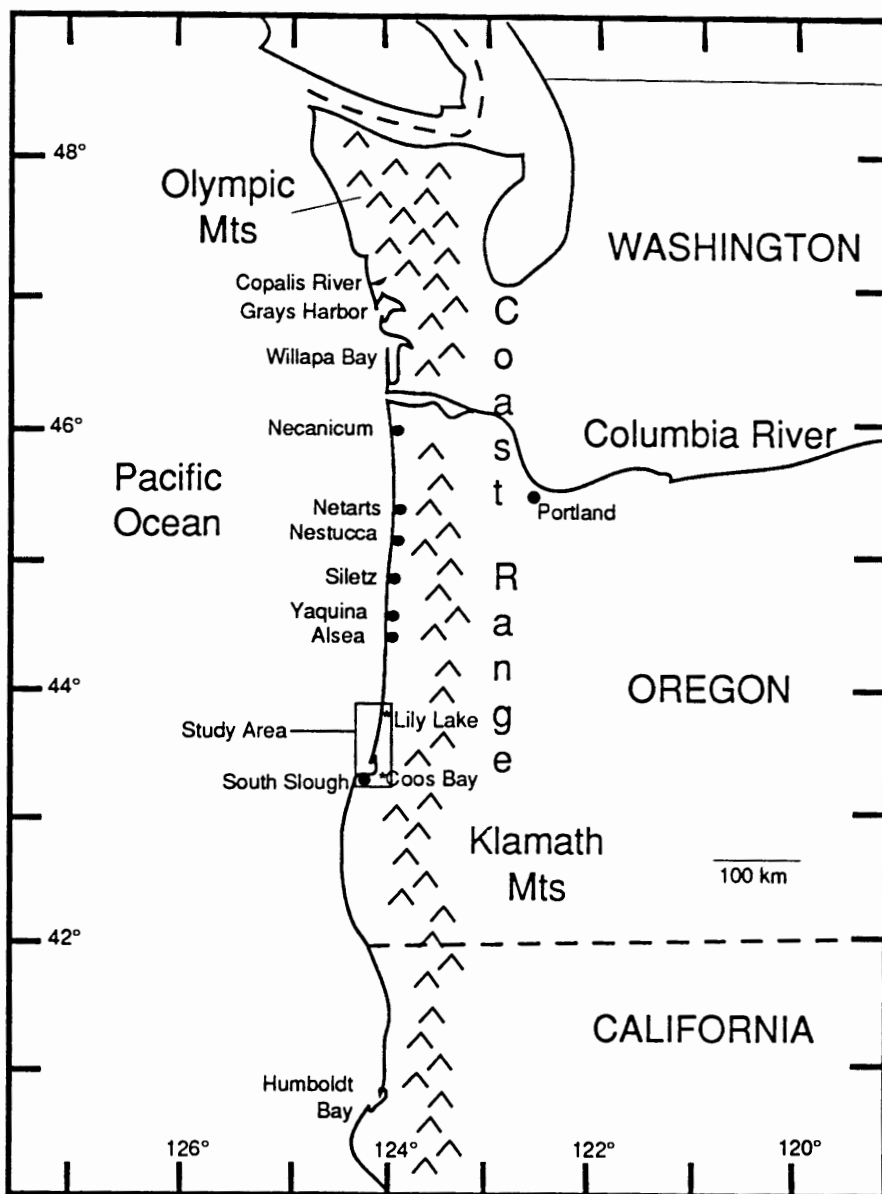 48°
Olympic
Mts
WASHINGTON
Copalis River
Grays Harbor
Willapa Bay
Coast Range
46°
Necanicum
Columbia River
Pacific
Ocean
Netarts
Portland
Nestucca
Siletz
Yaquina
Alsea
44°
OREGON
Study Area
*Lily Lake
South Slough
*Coos Bay
Klamath
Mts
100 km
42°
CALIFORNIA
Humboldt
Bay
126°
124°
122°
120°